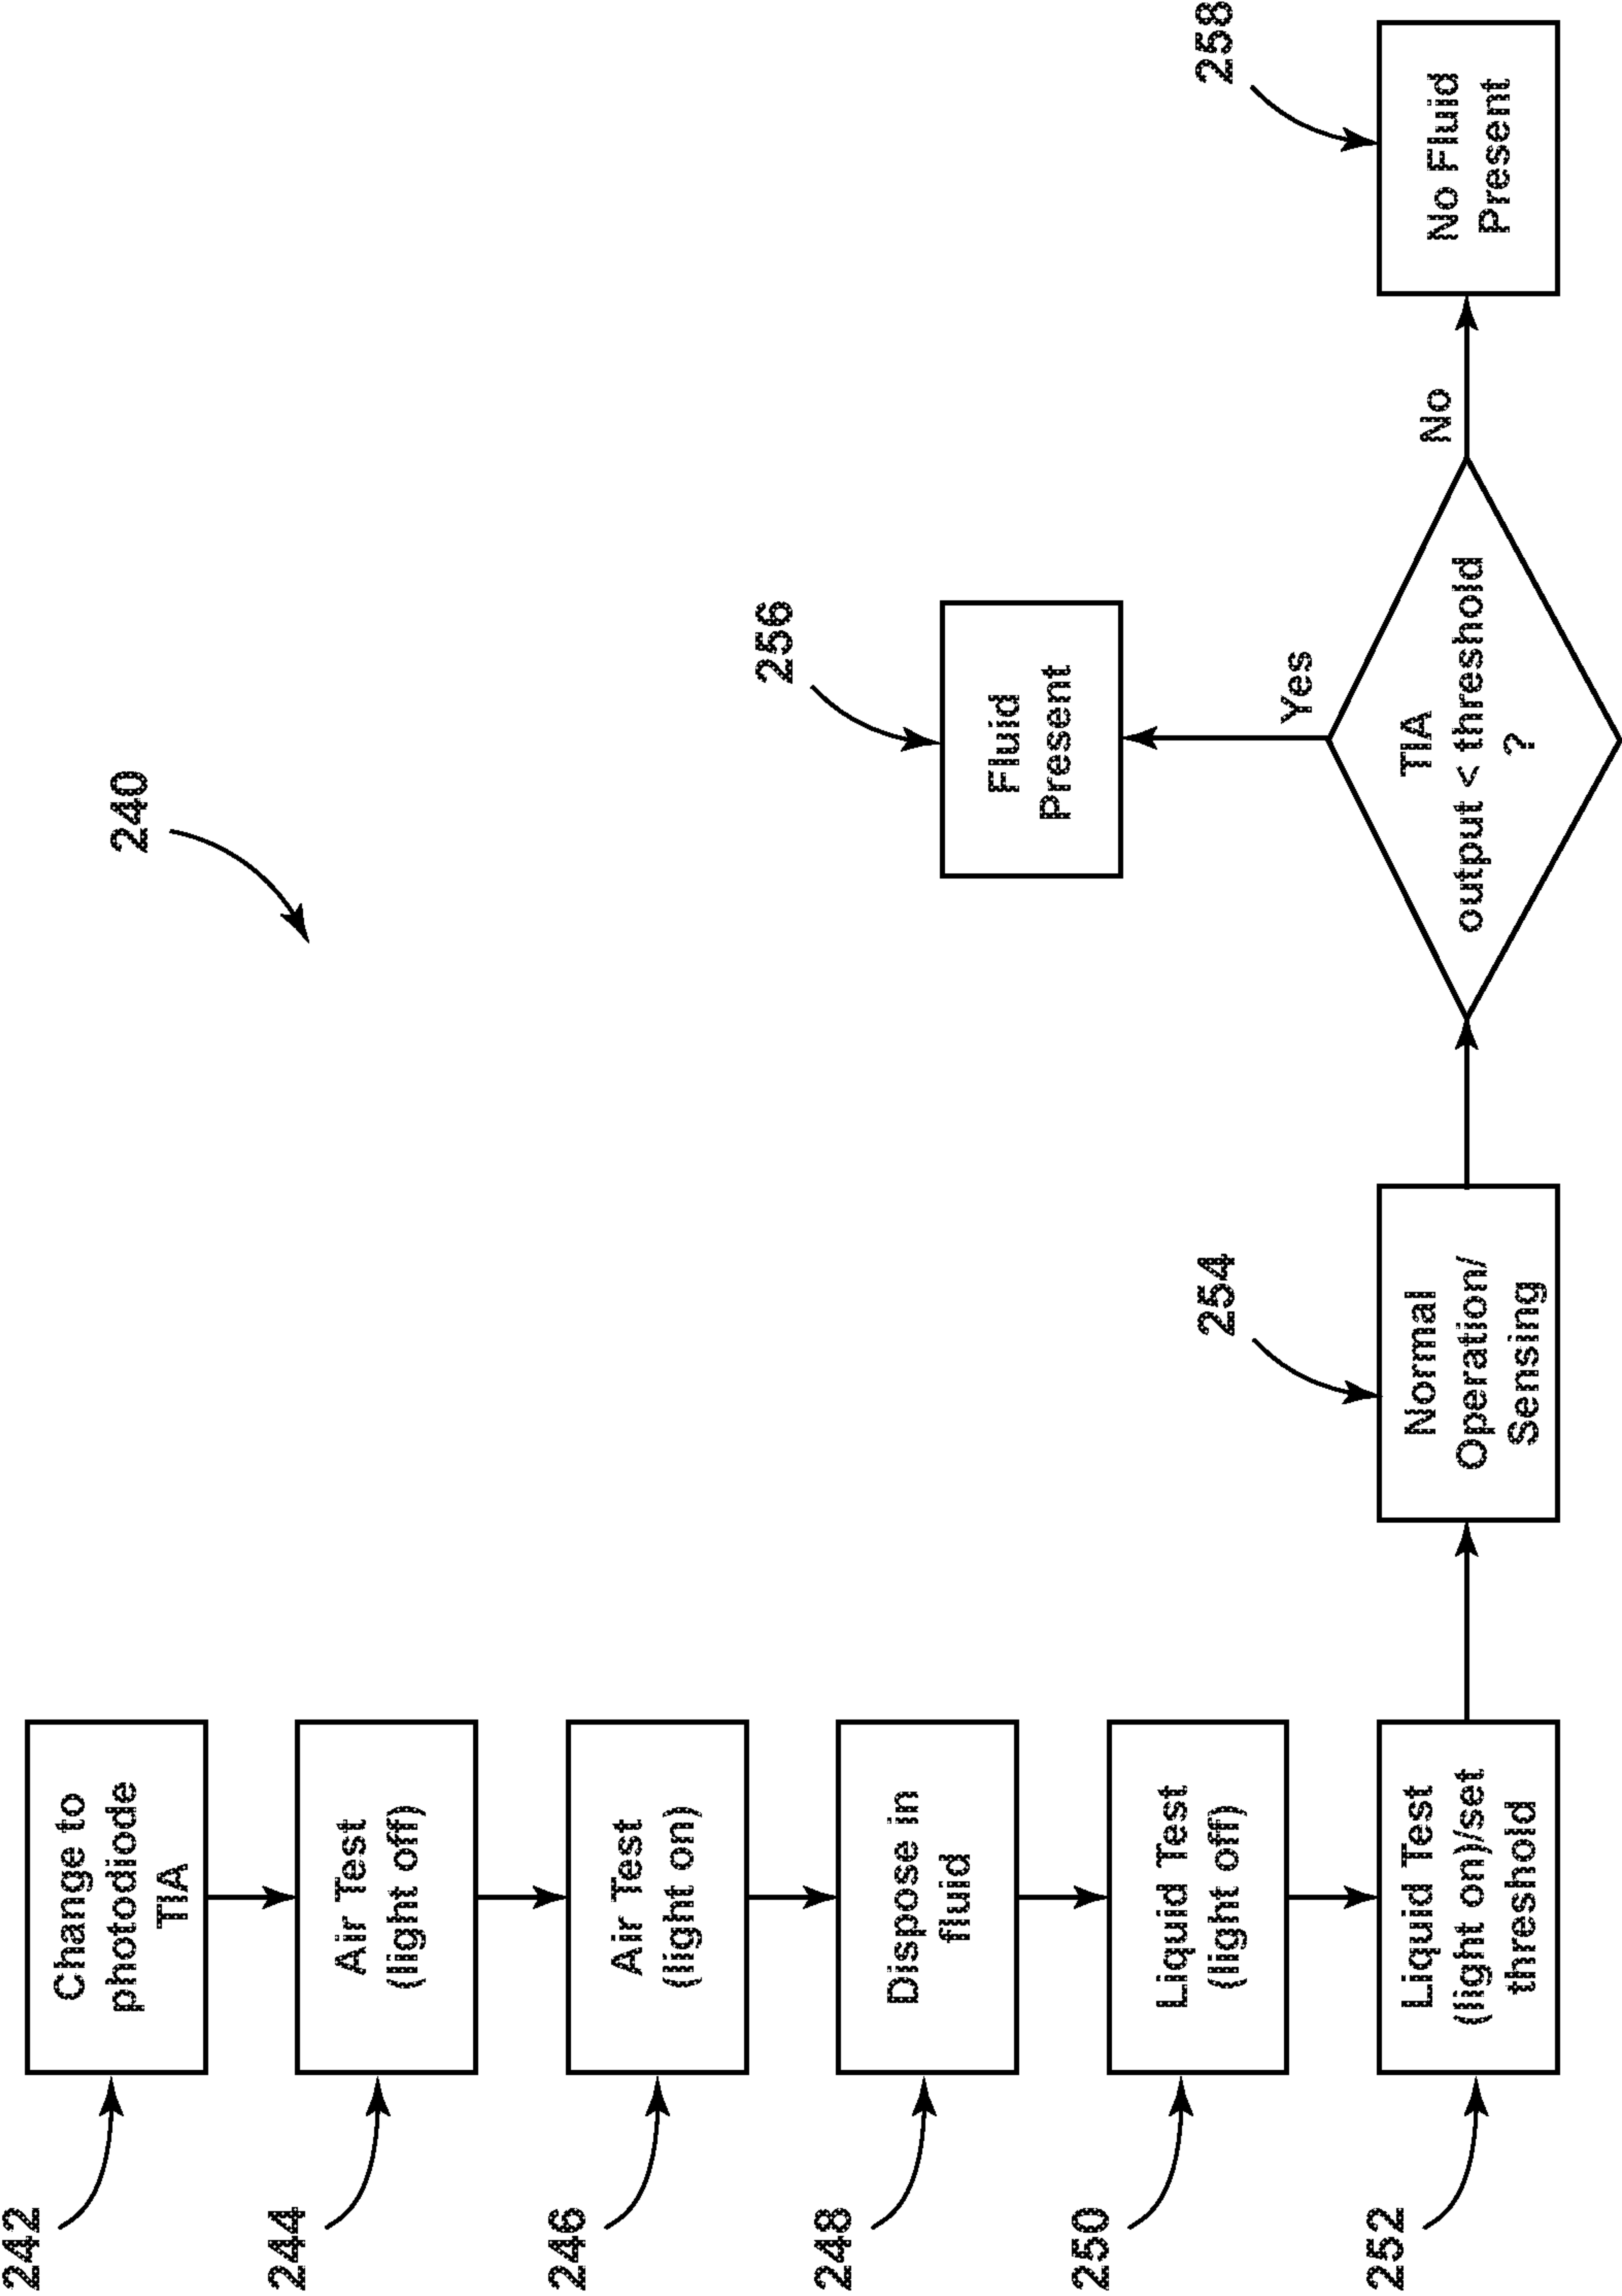 240
242
Change to
photodiode
TIA
244
Air Test
(light off)
246
Air Test
(light on)
248
Dispose in
fluid
250
Liquid Test
(light off)
252
Liquid Test
(light on)/set
threshold
254
Normal
Operation/
Sensing
TIA
output < threshold
?
Yes
256
Fluid
Present
No
258
No Fluid
Present